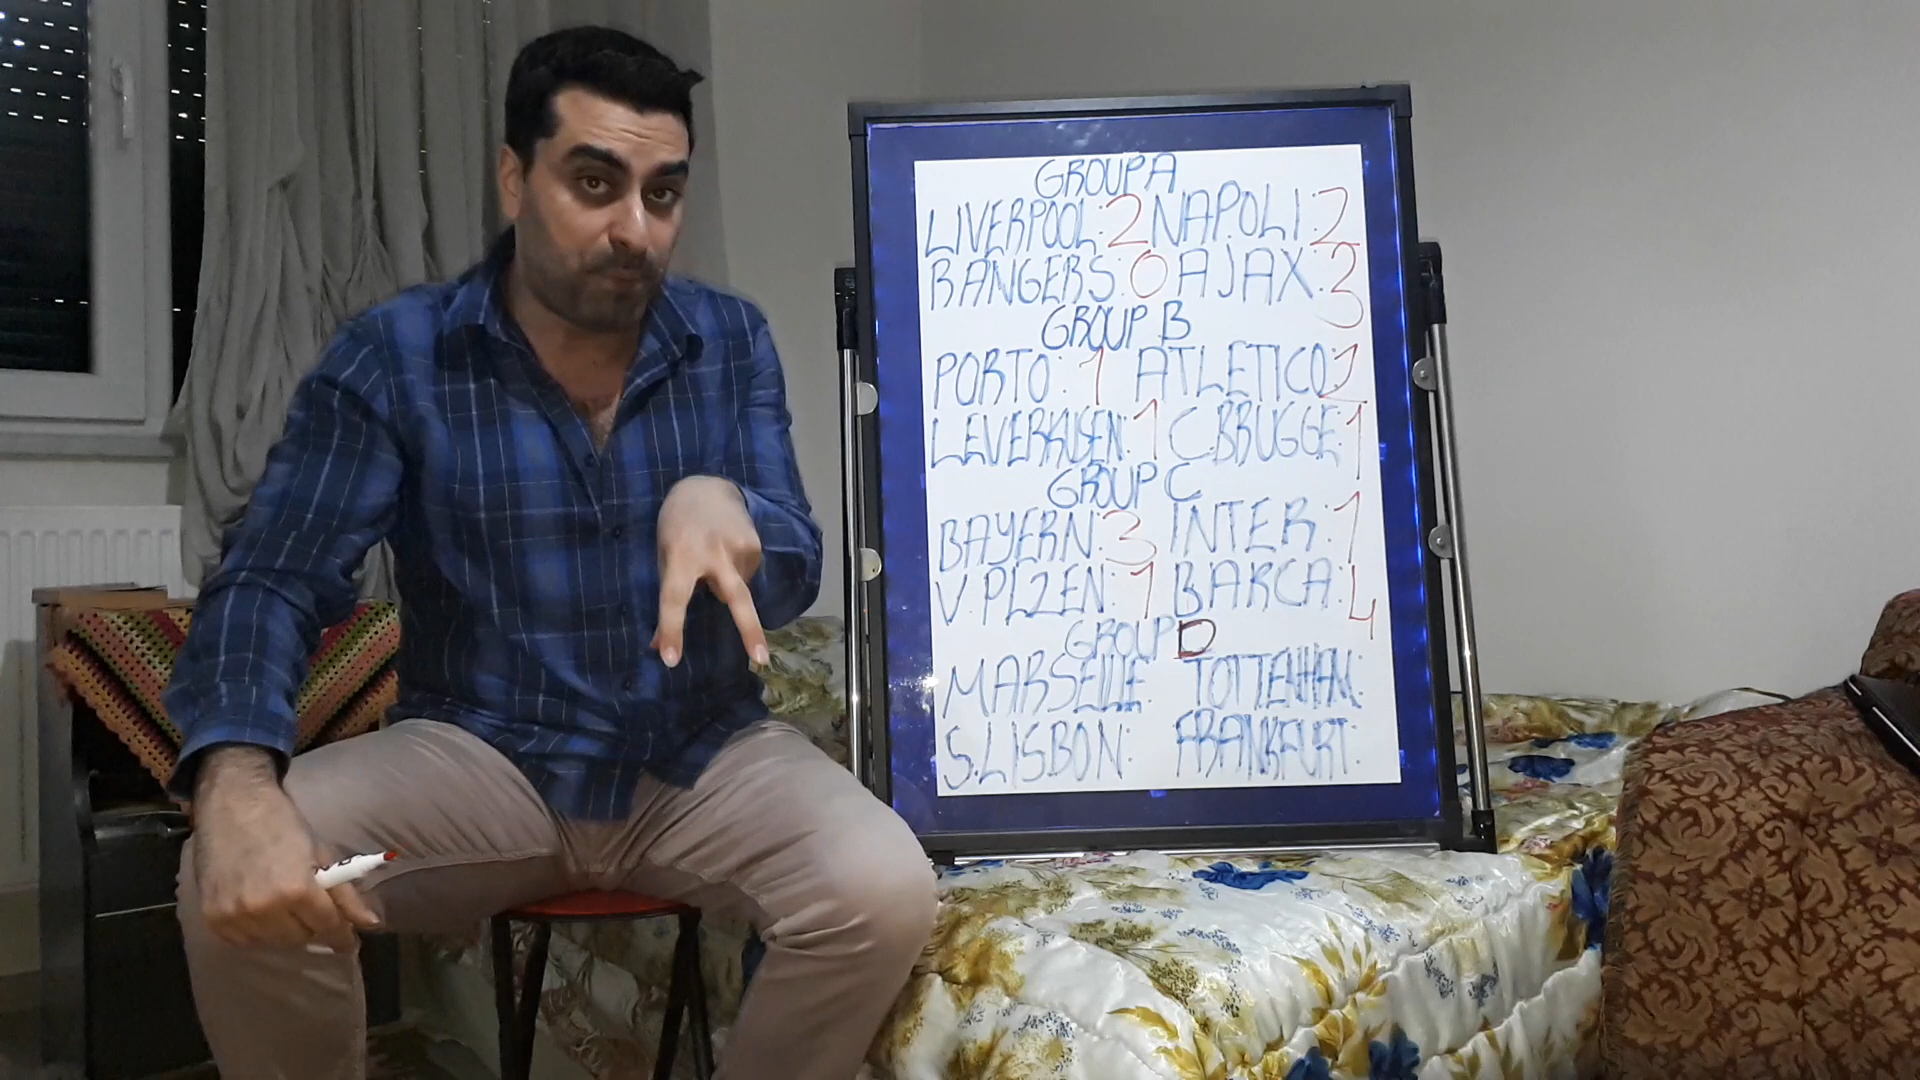 GROUP A
LIVERPOOL: 2 NAPOLI: 2
RANGERS: 0 AJAX: 3
GROUP B
PORTO: 1 ATLETICO: 2
LEVERKUSEN: 1 C BRUGGE: 1
GROUP C
BAYERN: 3 INTER: 1
V PLZEN: 1 BARCA: 4
GROUP D
MARSEILLE: TOTTENHAM:
S.LISBON: FRANKFURT: